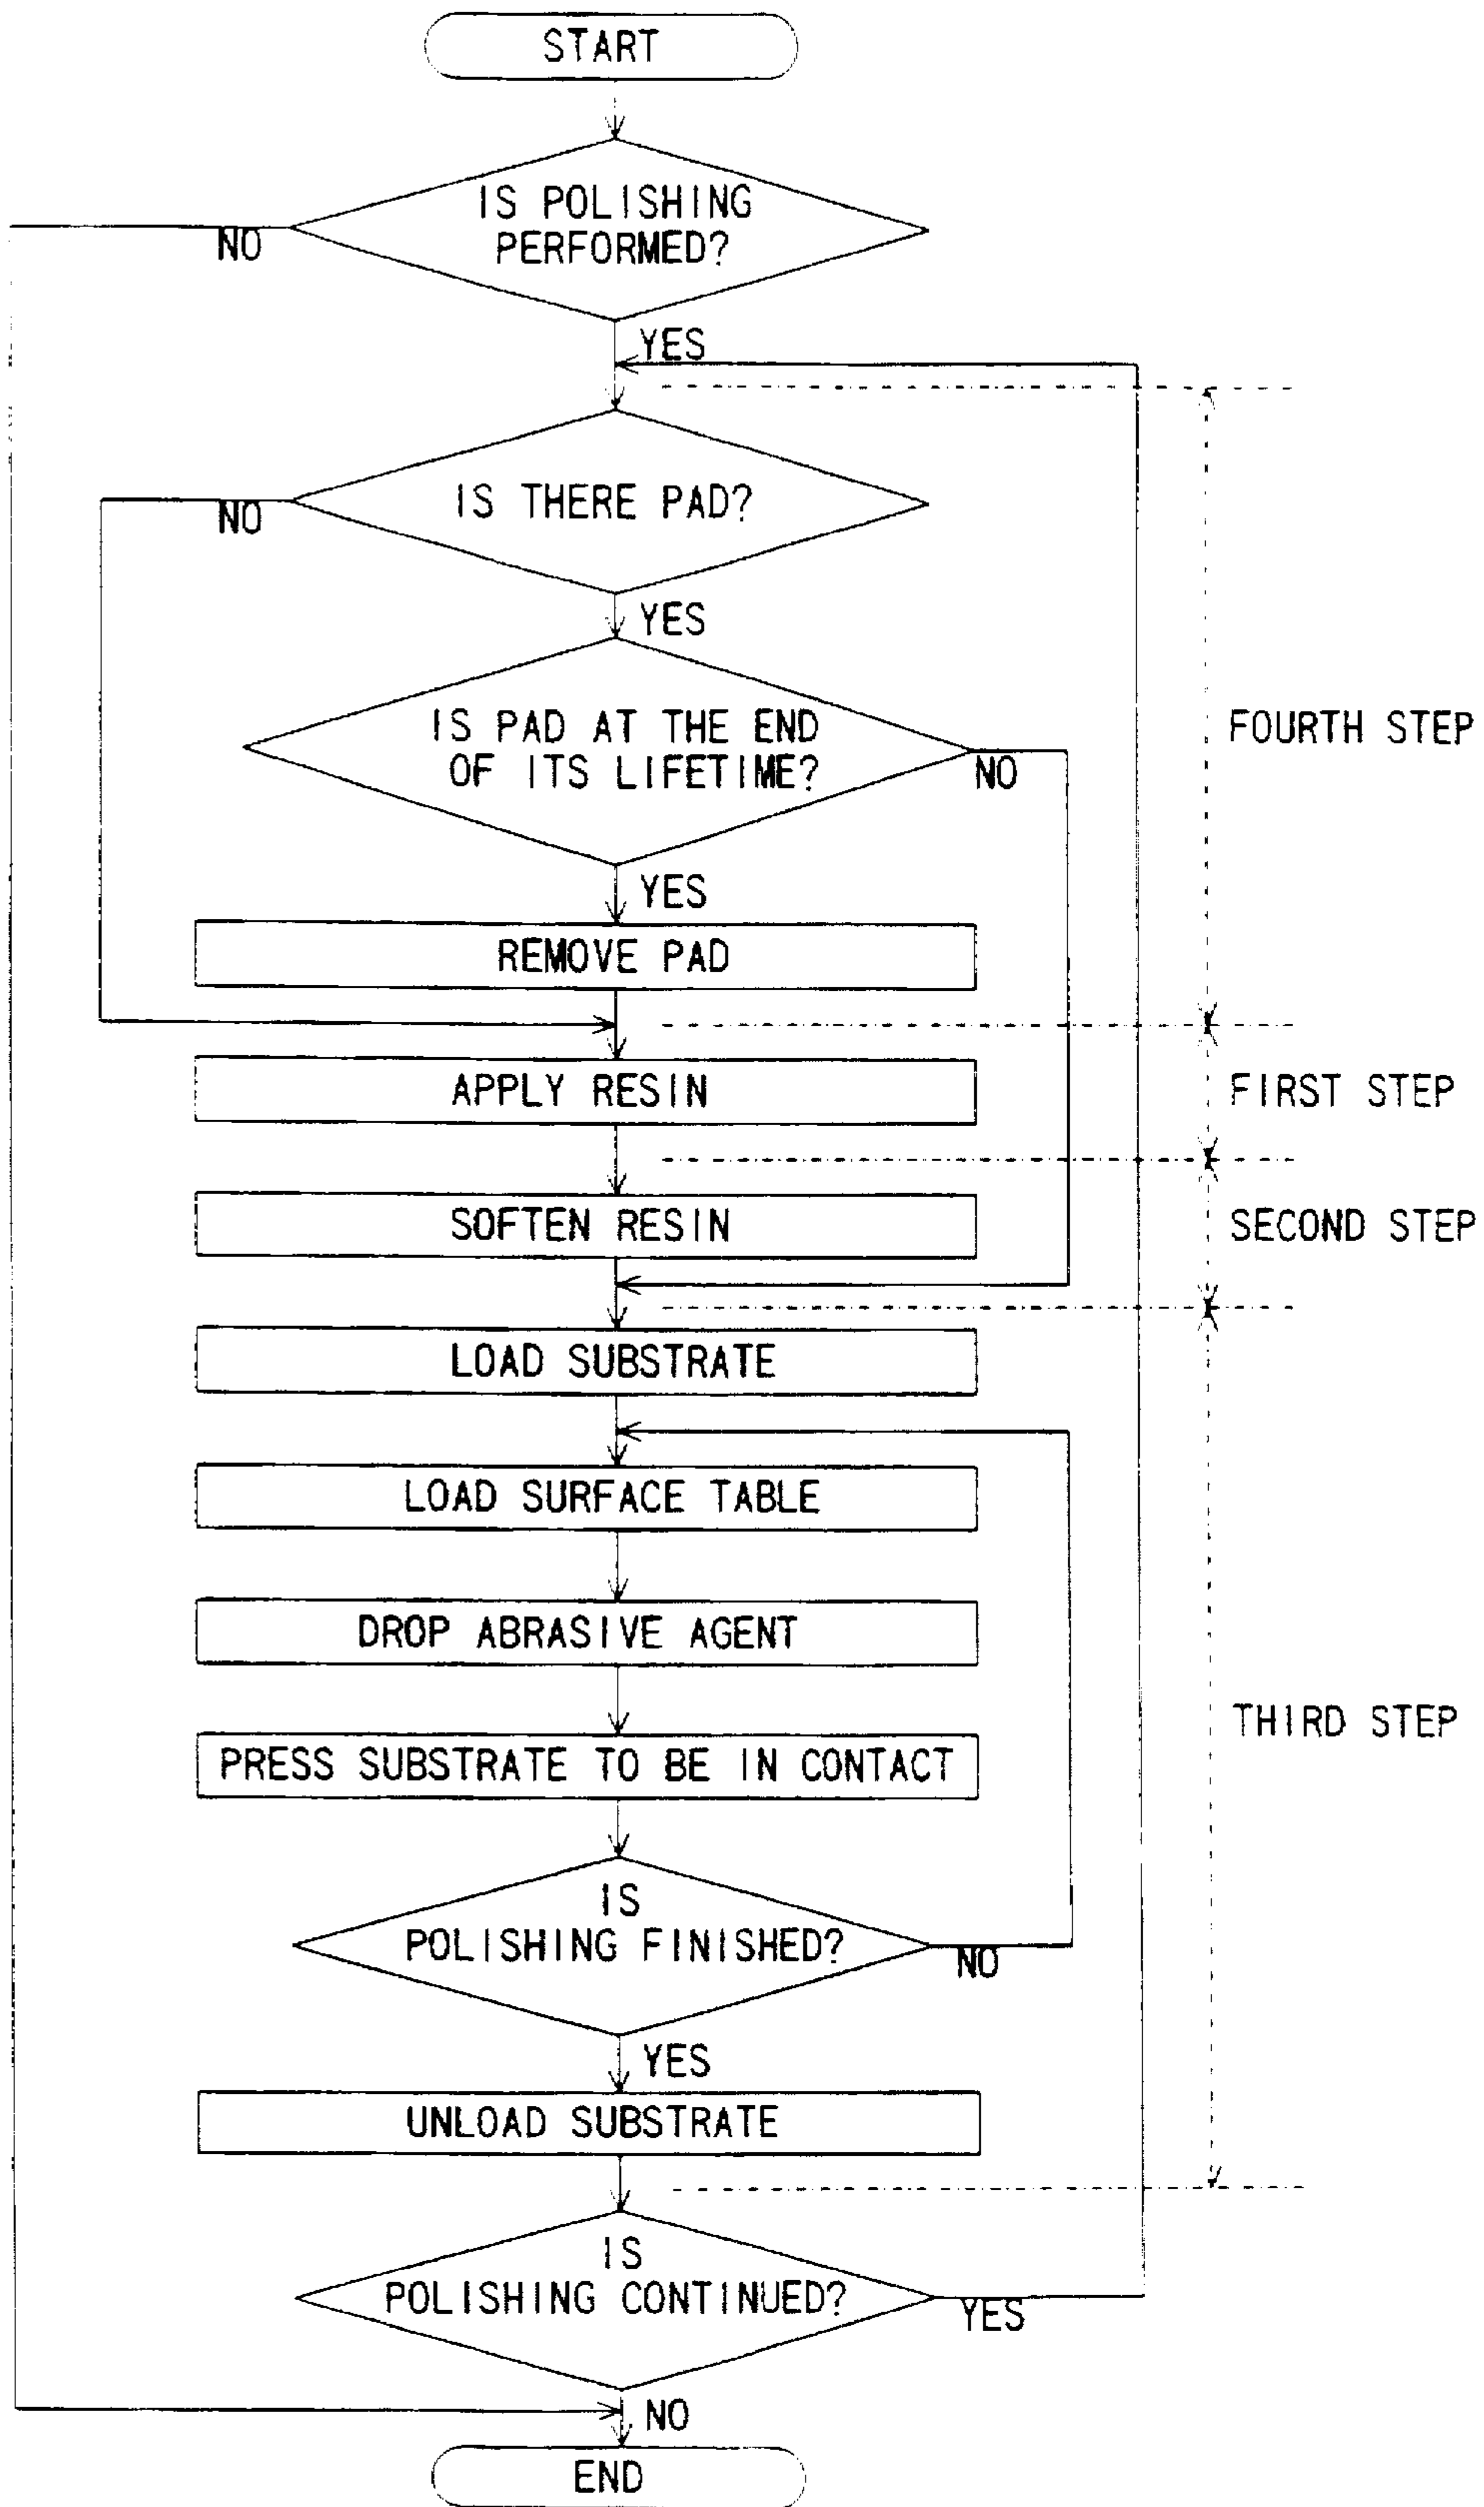 START
IS POLISHING
PERFORMED?
NO
YES
IS THERE PAD?
NO
YES
IS PAD AT THE END
OF ITS LIFETIME?
NO
FOURTH STEP
YES
REMOVE PAD
APPLY RESIN
FIRST STEP
SOFTEN RESIN
SECOND STEP
LOAD SUBSTRATE
LOAD SURFACE TABLE
DROP ABRASIVE AGENT
THIRD STEP
PRESS SUBSTRATE TO BE IN CONTACT
IS
POLISHING FINISHED?
NO
YES
UNLOAD SUBSTRATE
IS
POLISHING CONTINUED?
YES
NO
END